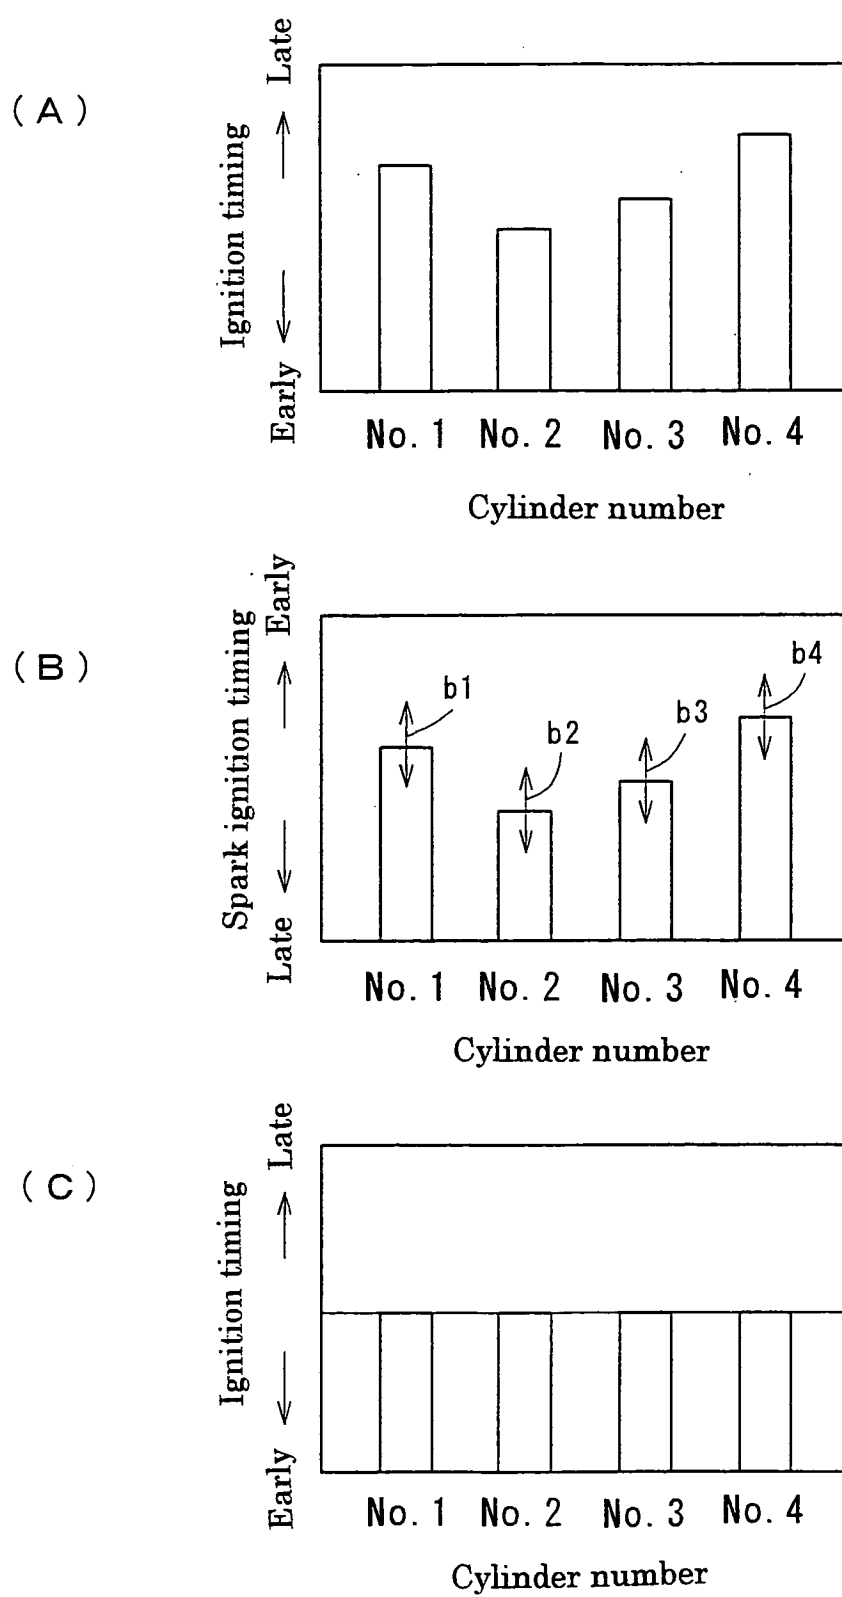 (A)
Late
Ignition timing
Early
No. 1 No. 2 No. 3 No. 4
Cylinder number
(B)
Early
Spark ignition timing
Late
b1
b2
b3
b4
No. 1 No. 2 No. 3 No. 4
Cylinder number
(C)
Late
Ignition timing
Early
No. 1 No. 2 No. 3 No. 4
Cylinder number